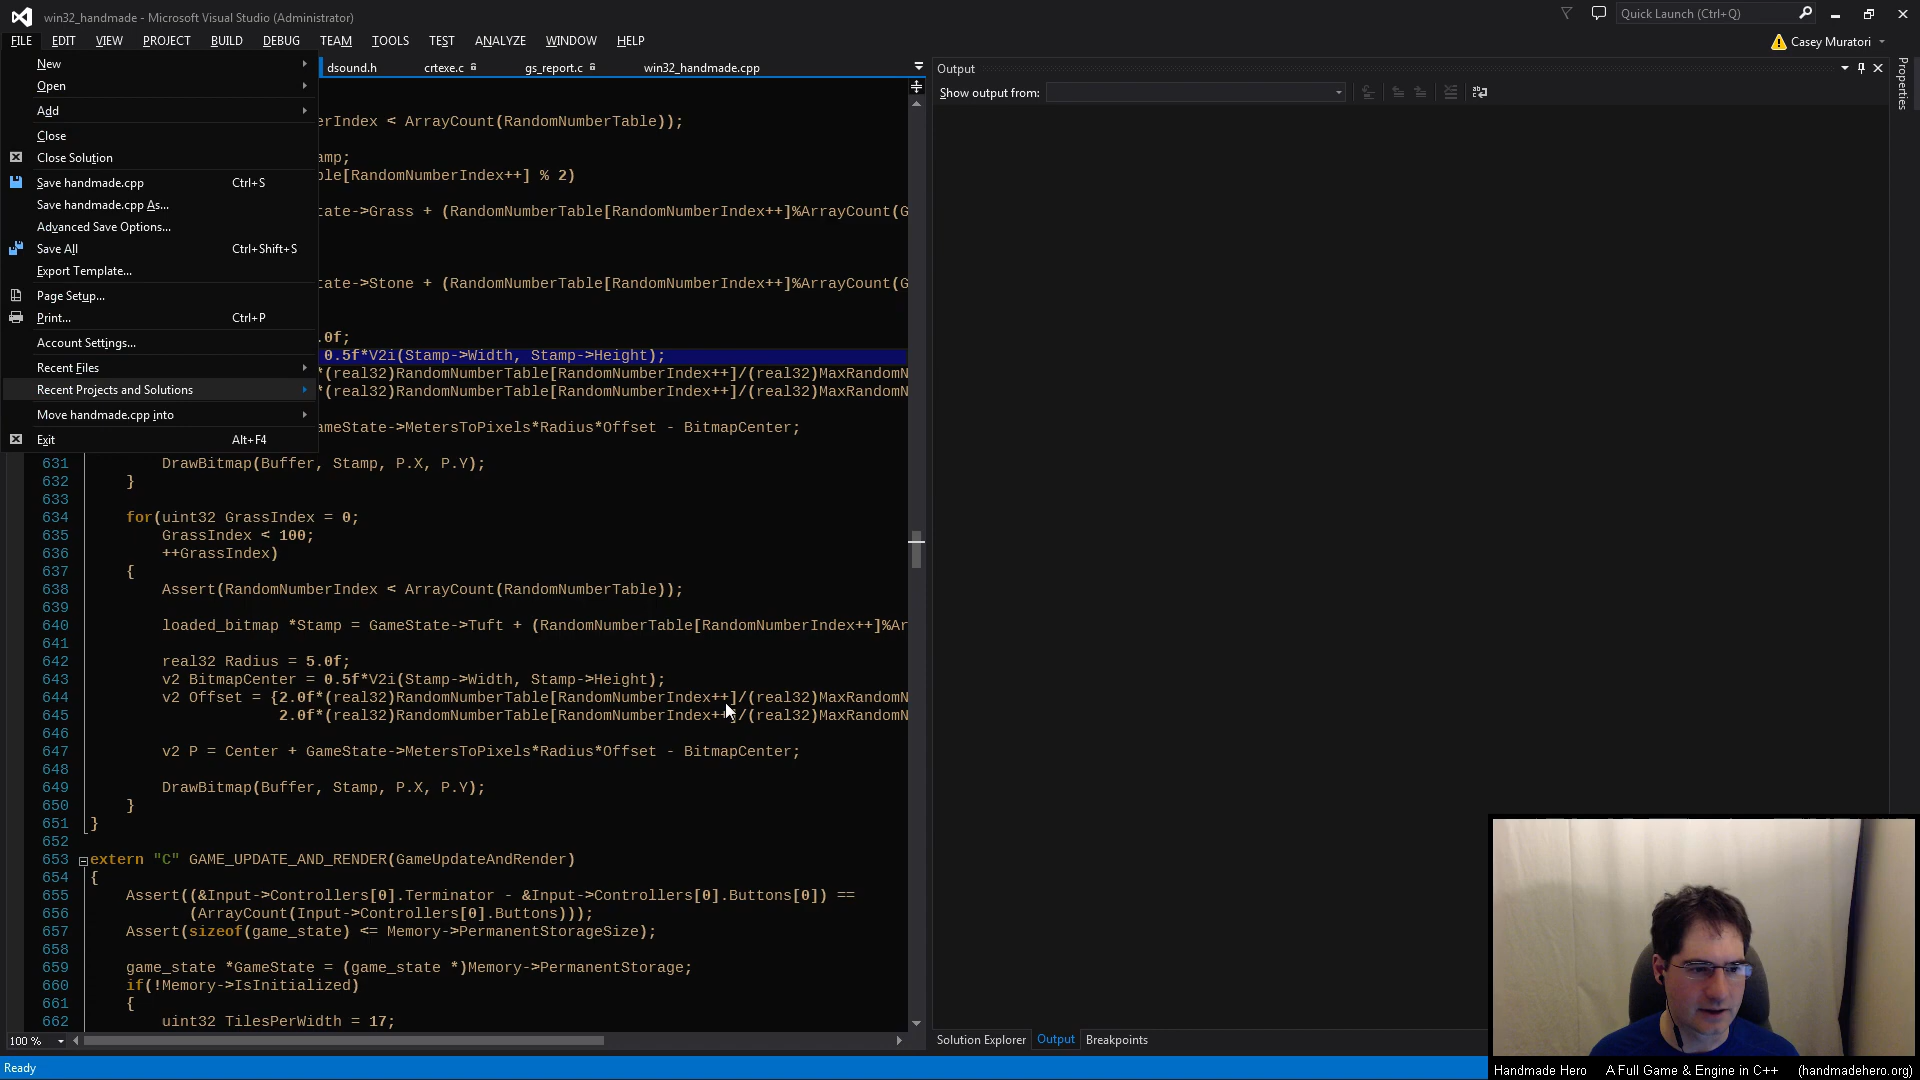 win32_handmade - Microsoft Visual Studio (Administrator)
Quick Launch (Ctrl+Q)
FILE EDIT VIEW PROJECT BUILD DEBUG TEAM TOOLS TEST ANALYZE WINDOW HELP
Casey Muratori
New
Open
Add
Close
Close Solution
Save handmade.cpp Ctrl+S
Save handmade.cpp As...
Advanced Save Options...
Save All Ctrl+Shift+S
Export Template...
Page Setup...
Print... Ctrl+P
Account Settings...
Recent Files
Recent Projects and Solutions
Move handmade.cpp into
Exit Alt+F4
dsound.h crtexe.c gs_report.c win32_handmade.cpp
erIndex < ArrayCount(RandomNumberTable));
amp;
ble[RandomNumberIndex++] % 2)
tate->Grass + (RandomNumberTable[RandomNumberIndex++]%ArrayCount(G
tate->Stone + (RandomNumberTable[RandomNumberIndex++]%ArrayCount(G
.0f;
0.5f*V2i(Stamp->Width, Stamp->Height);
*(real32)RandomNumberTable[RandomNumberIndex++]/(real32)MaxRandomN
*(real32)RandomNumberTable[RandomNumberIndex++]/(real32)MaxRandomN
ameState->MetersToPixels*Radius*Offset - BitmapCenter;
631 DrawBitmap(Buffer, Stamp, P.X, P.Y);
632 }
633
634 for(uint32 GrassIndex = 0;
635 GrassIndex < 100;
636 ++GrassIndex)
637 {
638 Assert(RandomNumberIndex < ArrayCount(RandomNumberTable));
639
640 loaded_bitmap *Stamp = GameState->Tuft + (RandomNumberTable[RandomNumberIndex++]%Ar
641
642 real32 Radius = 5.0f;
643 v2 BitmapCenter = 0.5f*V2i(Stamp->Width, Stamp->Height);
644 v2 Offset = {2.0f*(real32)RandomNumberTable[RandomNumberIndex++]/(real32)MaxRandomN
645 2.0f*(real32)RandomNumberTable[RandomNumberIndex++]/(real32)MaxRandomN
646
647 v2 P = Center + GameState->MetersToPixels*Radius*Offset - BitmapCenter;
648
649 DrawBitmap(Buffer, Stamp, P.X, P.Y);
650 }
651 }
652
653 extern "C" GAME_UPDATE_AND_RENDER(GameUpdateAndRender)
654 {
655 Assert((&Input->Controllers[0].Terminator - &Input->Controllers[0].Buttons[0]) ==
656 (ArrayCount(Input->Controllers[0].Buttons)));
657 Assert(sizeof(game_state) <= Memory->PermanentStorageSize);
658
659 game_state *GameState = (game_state *)Memory->PermanentStorage;
660 if(!Memory->IsInitialized)
661 {
662 uint32 TilesPerWidth = 17;
100 %
Output
Show output from:
Properties
Solution Explorer Output Breakpoints
Ready
Handmade Hero A Full Game & Engine in C++ (handmadehero.org)